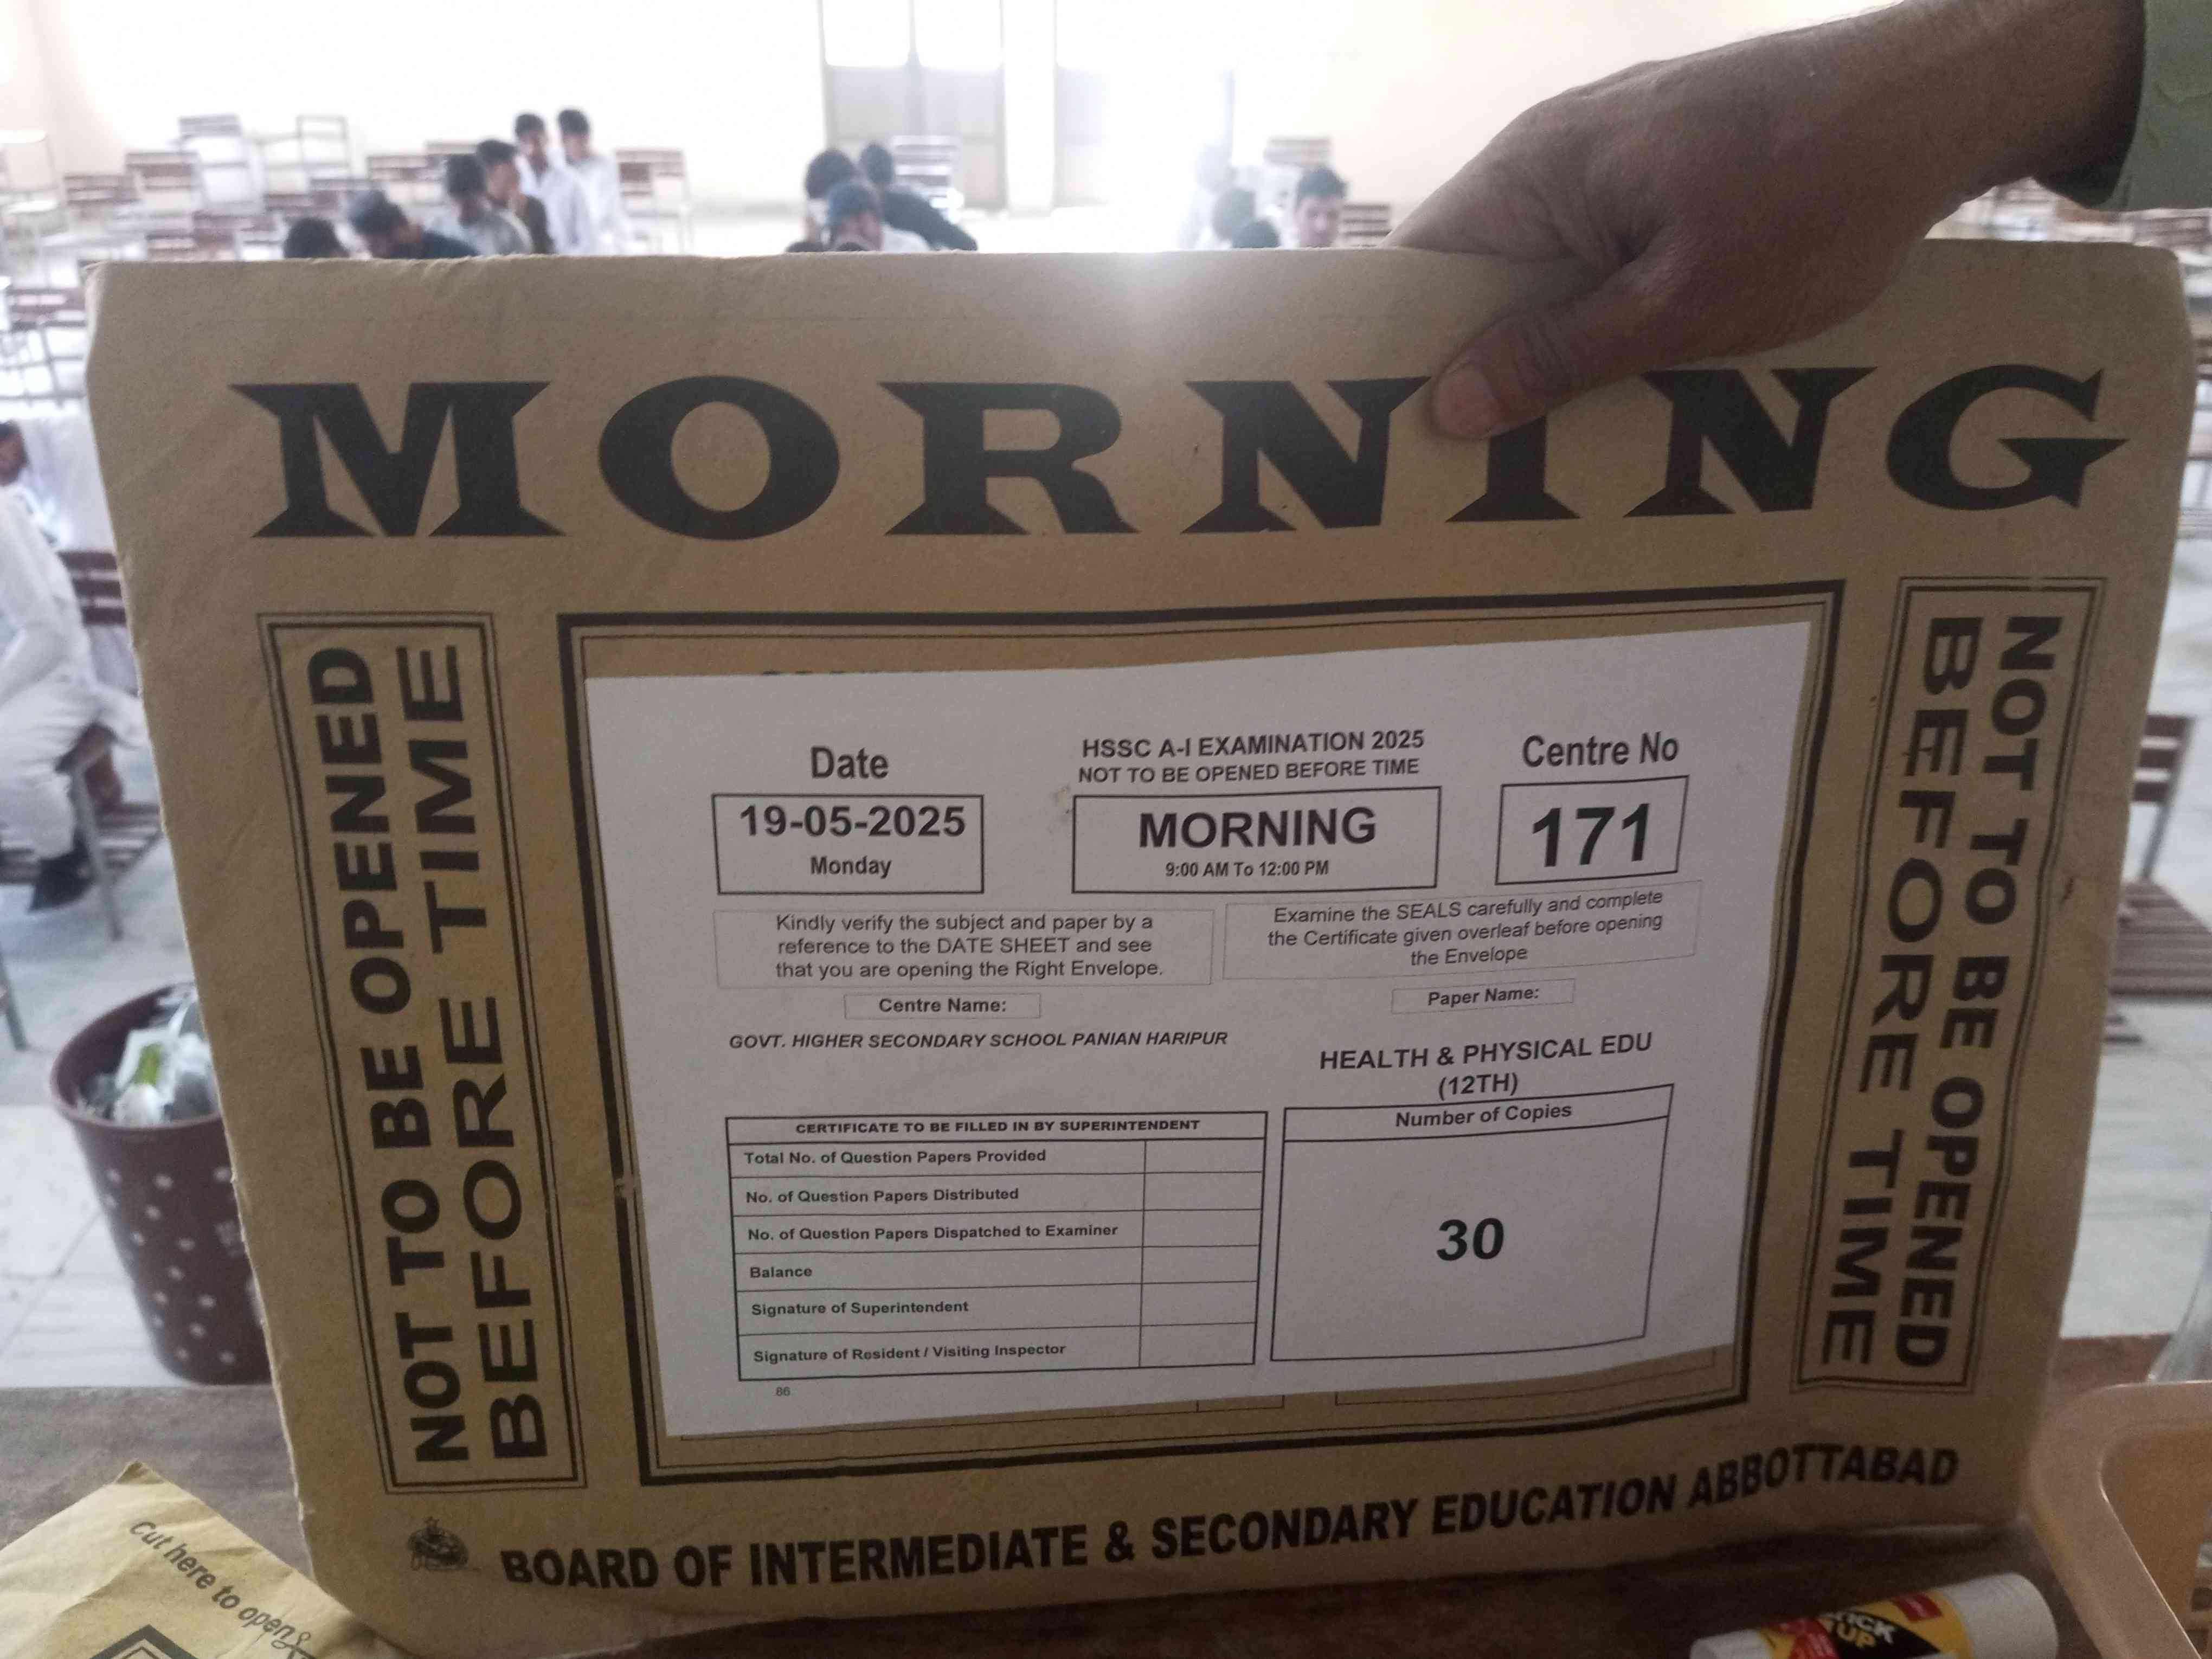 MORNING
NOT TO BE OPENED
BEFORE TIME
Date
19-05-2025
Monday
HSSC A-I EXAMINATION 2025
NOT TO BE OPENED BEFORE TIME
MORNING
9:00 AM To 12:00 PM
Centre No
171
Kindly verify the subject and paper by a
reference to the DATE SHEET and see
that you are opening the Right Envelope.
Examine the SEALS carefully and complete
the Certificate given overleaf before opening
the Envelope
Centre Name:
GOVT. HIGHER SECONDARY SCHOOL PANIAN HARIPUR
Paper Name:
HEALTH & PHYSICAL EDU
(12TH)
CERTIFICATE TO BE FILLED IN BY SUPERINTENDENT
Total No. of Question Papers Provided
No. of Question Papers Distributed
No. of Question Papers Dispatched to Examiner
Balance
Signature of Superintendent
Signature of Resident / Visiting Inspector
86
Number of Copies
30
NOT TO BE OPENED
BEFORE TIME
BOARD OF INTERMEDIATE & SECONDARY EDUCATION ABBOTTABAD
Cut here to open
UP